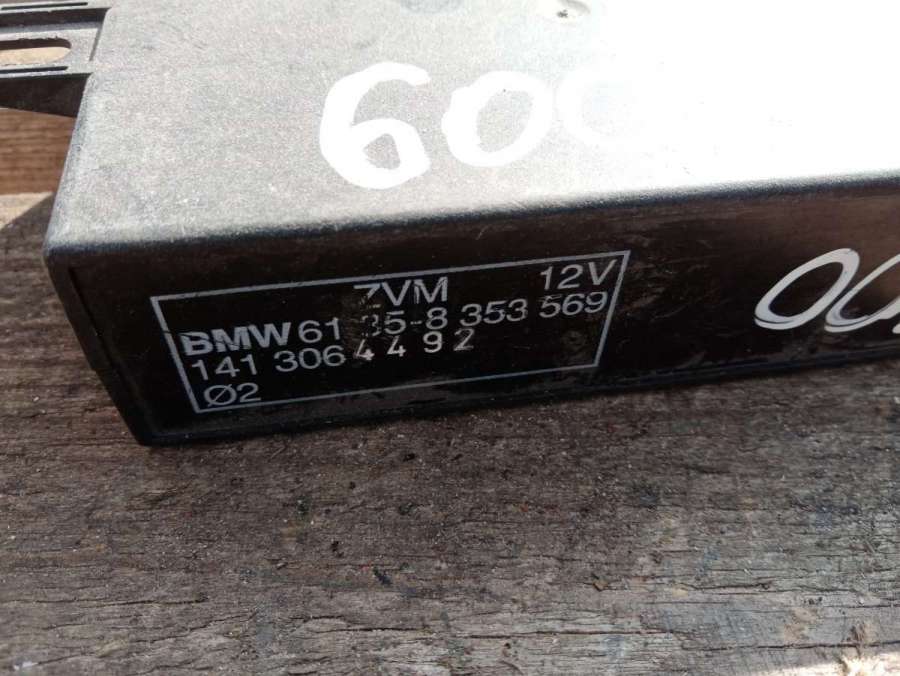 600
ZVM 12V
BMW 61 35-8 353 569
141 306 4 4 9 2
Ø2